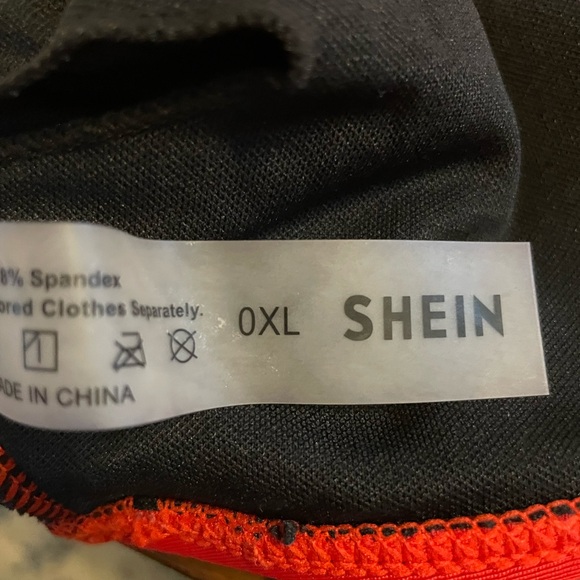 8% Spandex
ored Clothes Separately.
0XL SHEIN
ADE IN CHINA